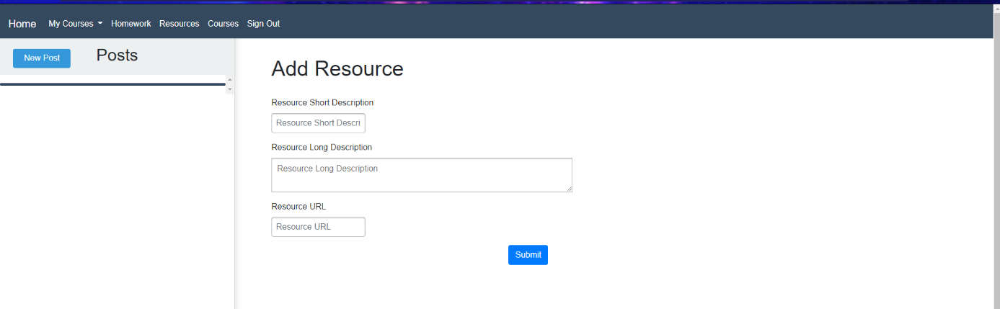 Home My Courses Homework Resources Courses Sign Out
New Post
Posts
Add Resource
Resource Short Description
Resource Short Descri
Resource Long Description
Resource Long Description
Resource URL
Resource URL
Submit